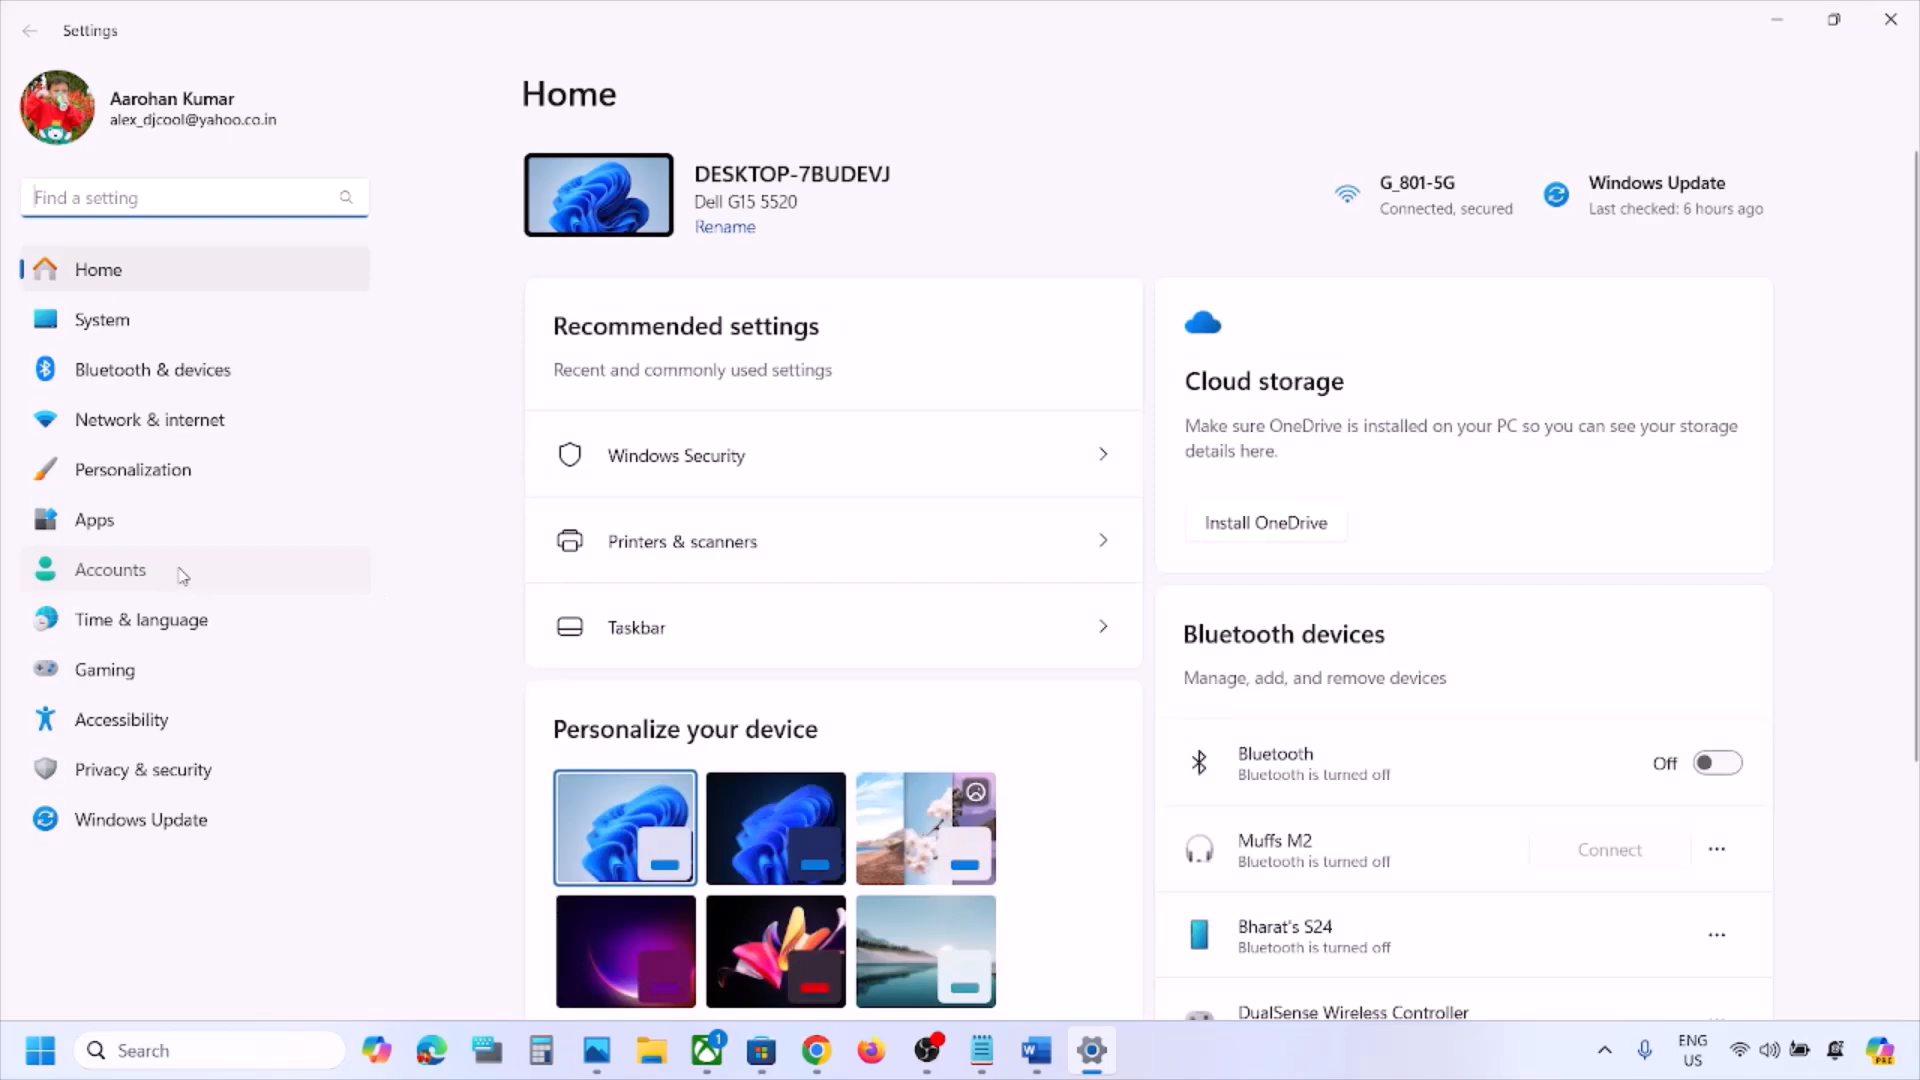 Settings
Aarohan Kumar
alex_djcool@yahoo.co.in
Find a setting
Home
System
Bluetooth & devices
Network & internet
Personalization
Apps
Accounts
Time & language
Gaming
Accessibility
Privacy & security
Windows Update
Home
DESKTOP-7BUDEVJ
Dell G15 5520
Rename
G_801-5G
Connected, secured
Windows Update
Last checked: 6 hours ago
Recommended settings
Recent and commonly used settings
Windows Security
Printers & scanners
Taskbar
Personalize your device
Cloud storage
Make sure OneDrive is installed on your PC so you can see your storage
details here.
Install OneDrive
Bluetooth devices
Manage, add, and remove devices
Bluetooth
Bluetooth is turned off
Off
Muffs M2
Bluetooth is turned off
Connect
Bharat's S24
Bluetooth is turned off
DualSense Wireless Controller
Search
1
ENG
US
PRE